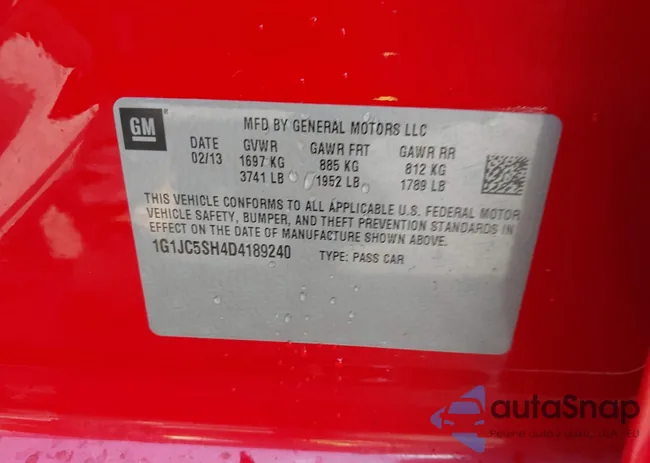 GM
MFD BY GENERAL MOTORS LLC
DATE GVWR GAWR FRT GAWR RR
02/13 1697 KG 885 KG 812 KG
3741 LB 1952 LB 1789 LB
THIS VEHICLE CONFORMS TO ALL APPLICABLE U.S. FEDERAL MOTOR
VEHICLE SAFETY, BUMPER, AND THEFT PREVENTION STANDARDS IN
EFFECT ON THE DATE OF MANUFACTURE SHOWN ABOVE.
1G1JC5SH4D4189240 TYPE: PASS CAR
autaSnap